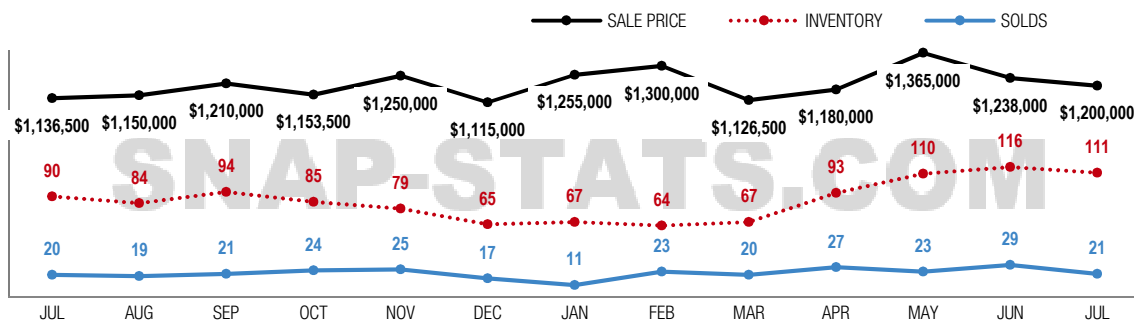 SALE PRICE INVENTORY SOLDS
$1,136,500 $1,150,000 $1,210,000 $1,153,500 $1,250,000 $1,115,000 $1,255,000 $1,300,000 $1,126,500 $1,180,000 $1,365,000 $1,238,000 $1,200,000
SNAP-STATS.COM
90 84 94 85 79 65 67 64 67 93 110 116 111
20 19 21 24 25 17 11 23 20 27 23 29 21
JUL AUG SEP OCT NOV DEC JAN FEB MAR APR MAY JUN JUL